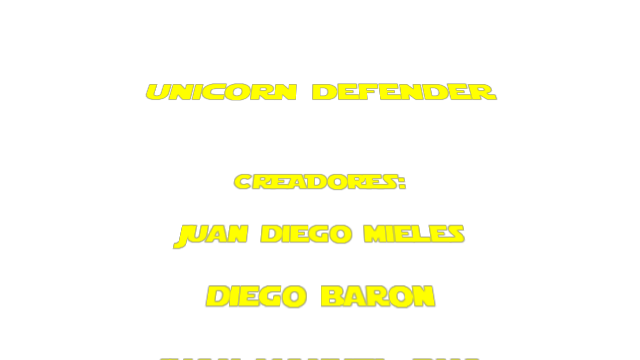 UNICORN DEFENDER
CREADORES:
JUAN DIEGO MIELES
DIEGO BARON